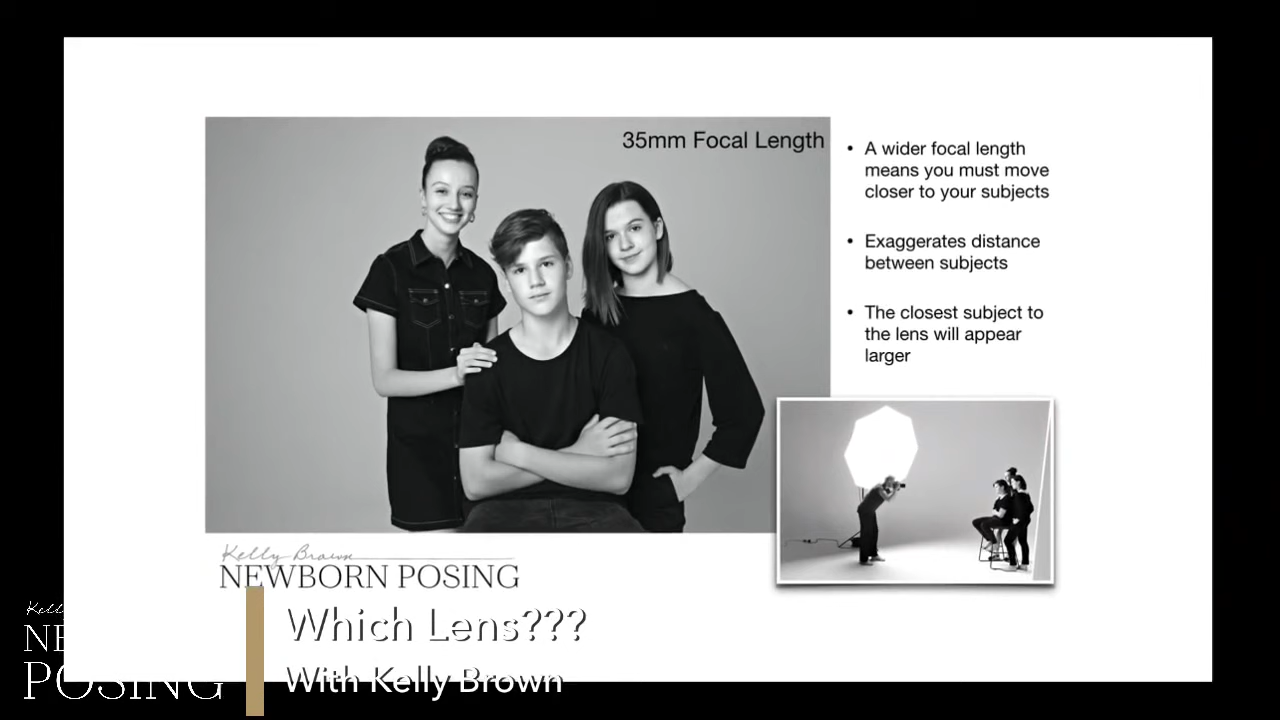 35mm Focal Length
• A wider focal length
means you must move
closer to your subjects
• Exaggerates distance
between subjects
• The closest subject to
the lens will appear
larger
Kelly Brown
NEWBORN POSING
Which Lens???
With Kelly Brown
Kell
NE
POSING